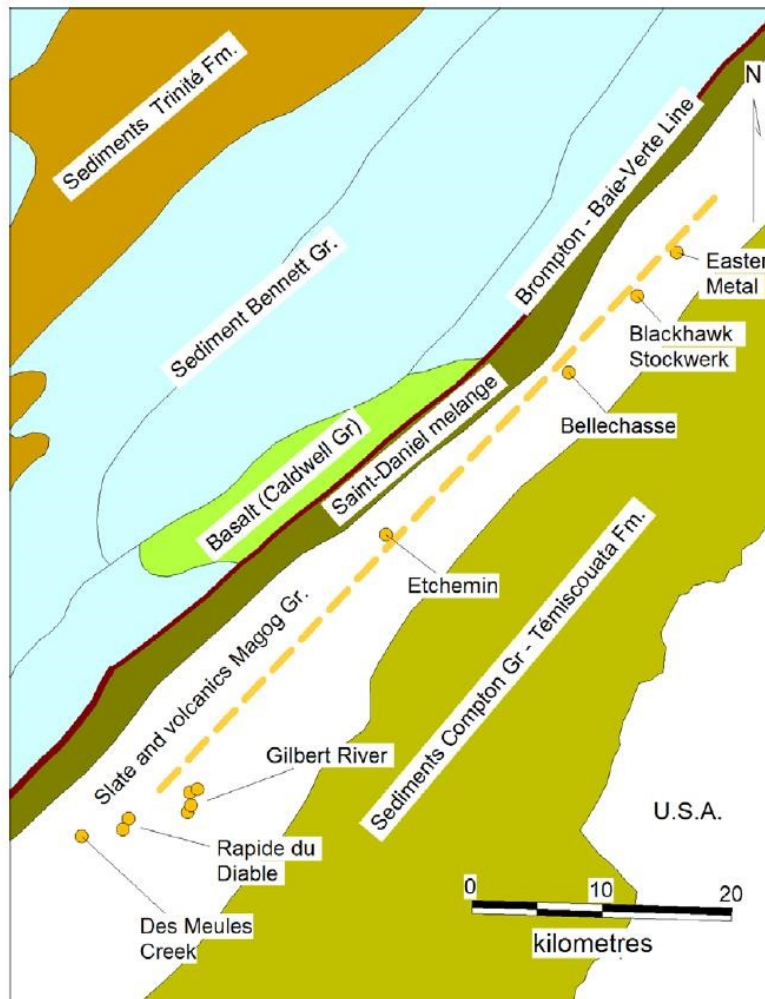 Sediments Trinité Fm.
N
Brompton - Baie-Verte Line
Sediment Bennett Gr.
Easter
Metal
Blackhawk
Stockwerk
Bellechasse
Basalt (Caldwell Gr)
Saint-Daniel melange
Etchemin
Slate and volcanics Magog Gr.
Sediments Compton Gr - Témiscouata Fm.
Gilbert River
U.S.A.
Rapide du
Diable
Des Meules
Creek
0 10 20
kilometres